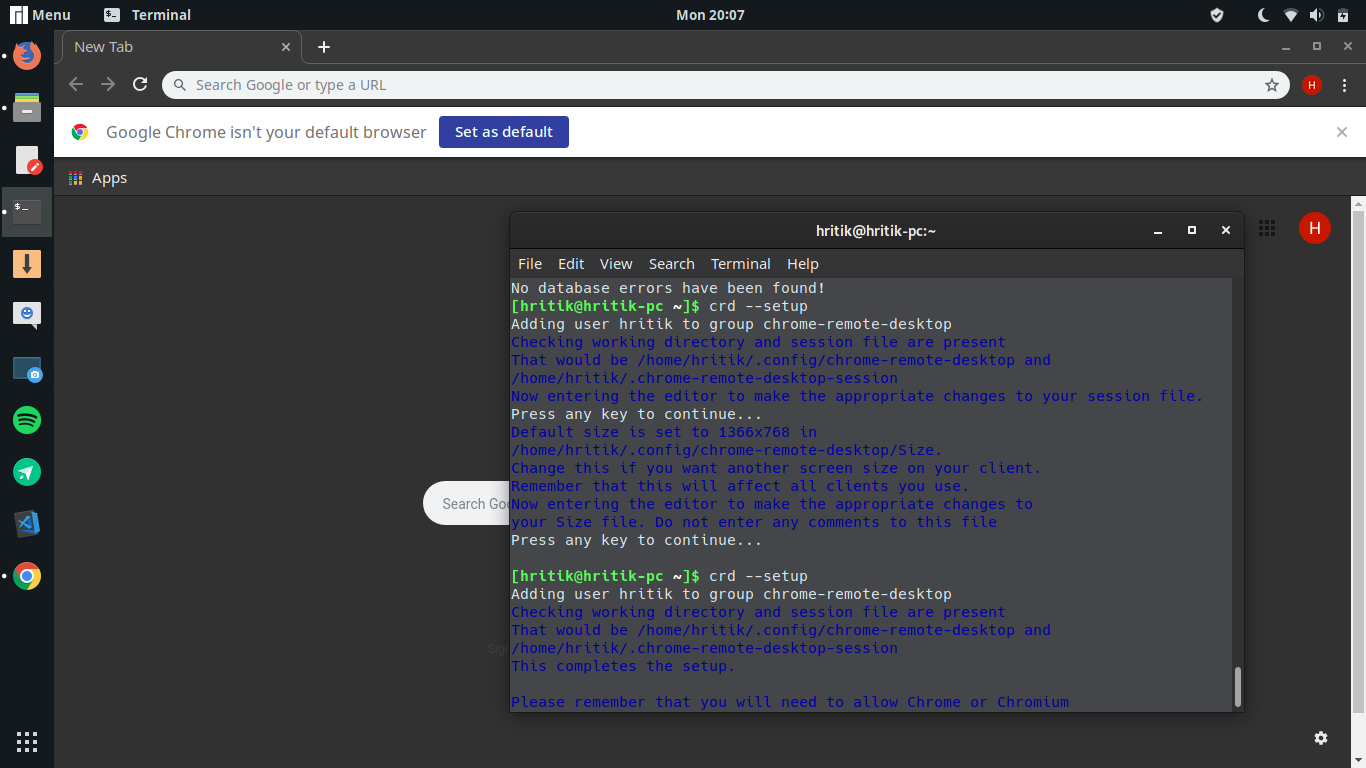 Menu
Terminal
Mon 20:07
New Tab
Search Google or type a URL
H
Google Chrome isn't your default browser
Set as default
Apps
H
hritik@hritik-pc:~
File Edit View Search Terminal Help
No database errors have been found!
[hritik@hritik-pc ~]$ crd --setup
Adding user hritik to group chrome-remote-desktop
Checking working directory and session file are present
That would be /home/hritik/.config/chrome-remote-desktop and
/home/hritik/.chrome-remote-desktop-session
Now entering the editor to make the appropriate changes to your session file.
Press any key to continue...
Default size is set to 1366x768 in
/home/hritik/.config/chrome-remote-desktop/Size.
Change this if you want another screen size on your client.
Remember that this will affect all clients you use.
Now entering the editor to make the appropriate changes to
your Size file. Do not enter any comments to this file
Press any key to continue...
[hritik@hritik-pc ~]$ crd --setup
Adding user hritik to group chrome-remote-desktop
Checking working directory and session file are present
That would be /home/hritik/.config/chrome-remote-desktop and
/home/hritik/.chrome-remote-desktop-session
This completes the setup.
Please remember that you will need to allow Chrome or Chromium
Search Goo